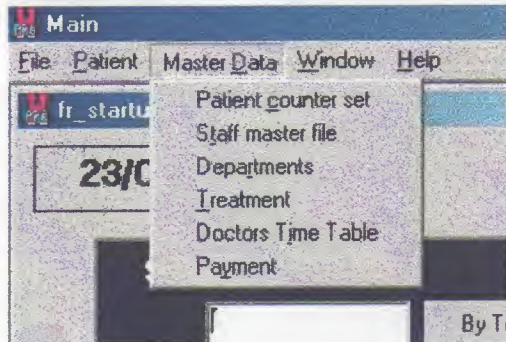 Main
File Patient Master Data Window Help
fr_startu
Patient counter set
Staff master file
23/0
Departments
Treatment
Doctors Time Table
Payment
By T